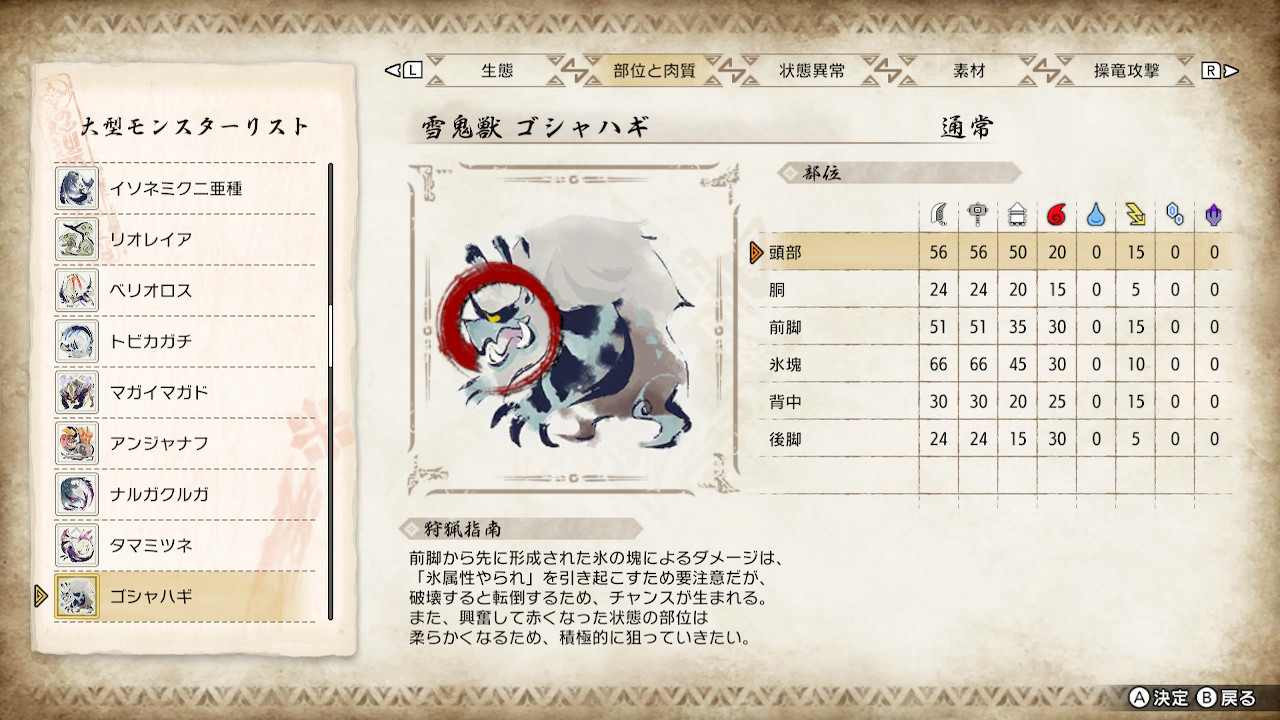 L 生態 部位と肉質 状態異常 素材 操竜攻撃 R
大型モンスターリスト
イソネミクニ亜種
リオレイア
ベリオロス
トビカガチ
マガイマガド
アンジャナフ
ナルガクルガ
タマミツネ
ゴシャハギ
雪鬼獣 ゴシャハギ 通常
部位
頭部 56 56 50 20 0 15 0 0
胴 24 24 20 15 0 5 0 0
前脚 51 51 35 30 0 15 0 0
氷塊 66 66 45 30 0 10 0 0
背中 30 30 20 25 0 15 0 0
後脚 24 24 15 30 0 5 0 0
狩猟指南
前脚から先に形成された氷の塊によるダメージは、
「氷属性やられ」を引き起こすため要注意だが、
破壊すると転倒するため、チャンスが生まれる。
また、興奮して赤くなった状態の部位は
柔らかくなるため、積極的に狙っていきたい。
A 決定 B 戻る